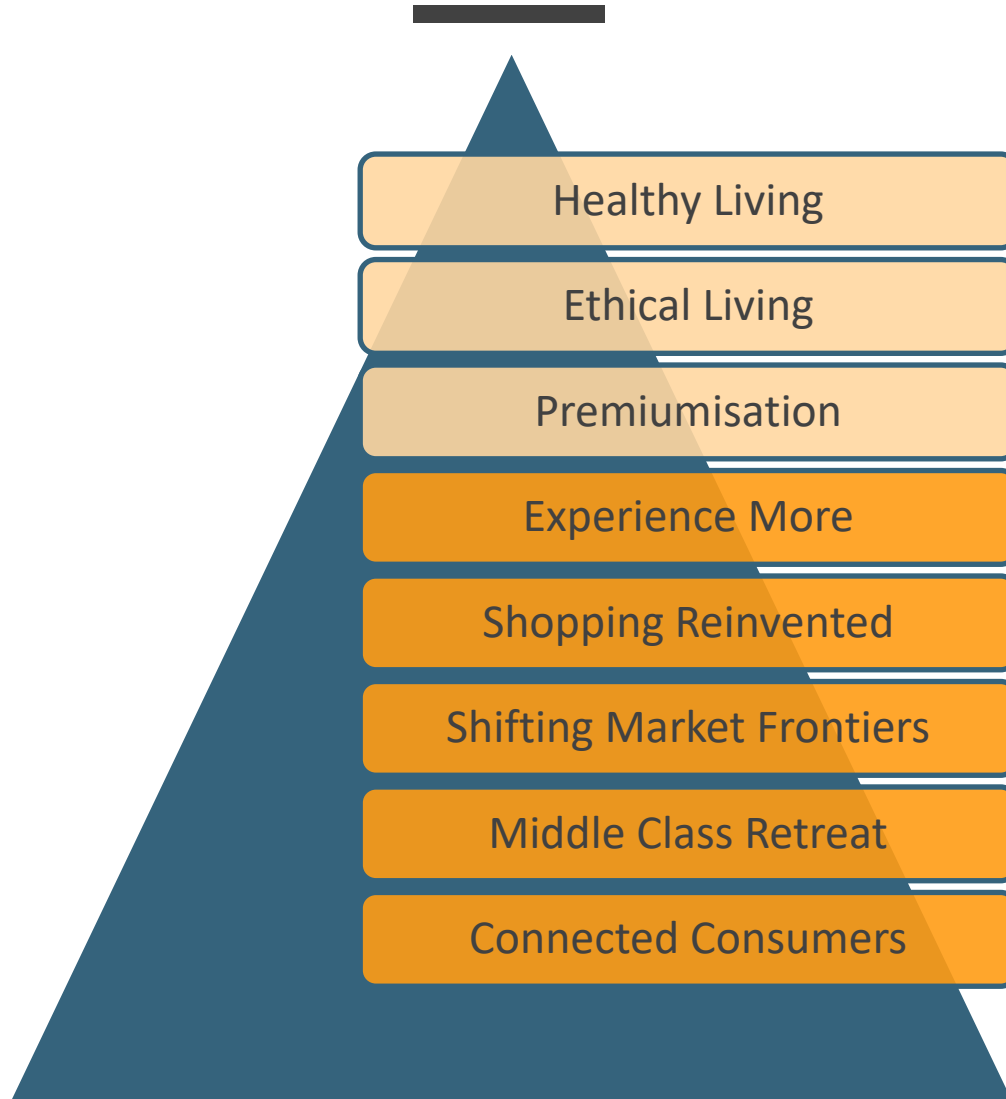 Healthy Living
Ethical Living
Premiumisation
Experience More
Shopping Reinvented
Shifting Market Frontiers
Middle Class Retreat
Connected Consumers